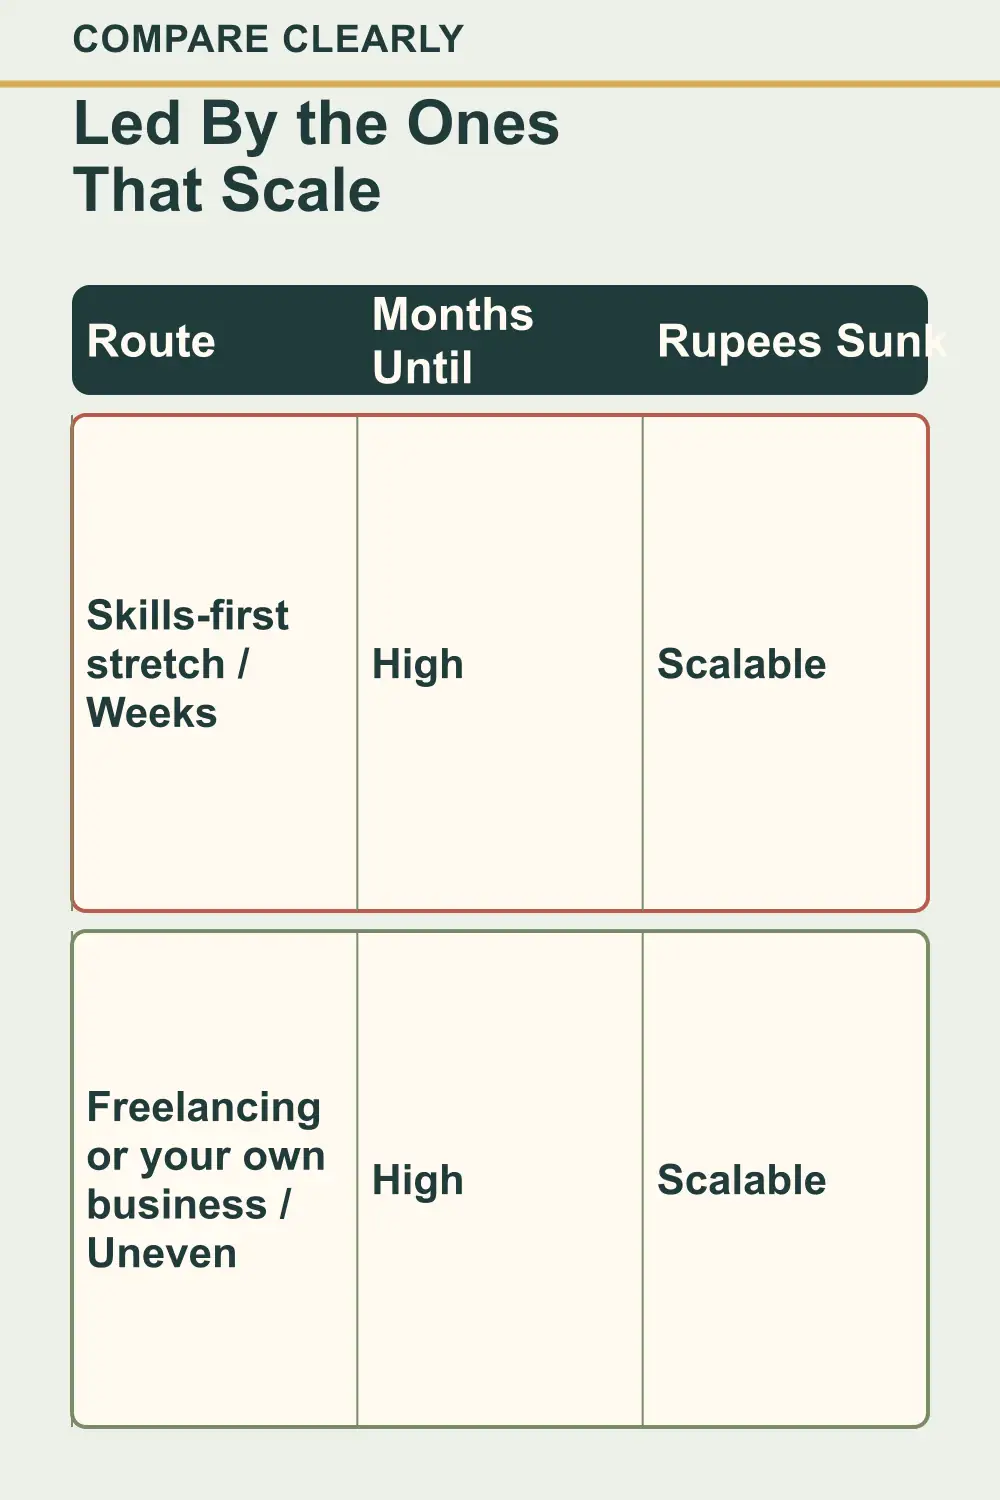 COMPARE CLEARLY
Led By the Ones
That Scale
Route
Months
Until
Rupees Sunk
Skills-first
stretch /
Weeks
High
Scalable
Freelancing
or your own
business /
Uneven
High
Scalable